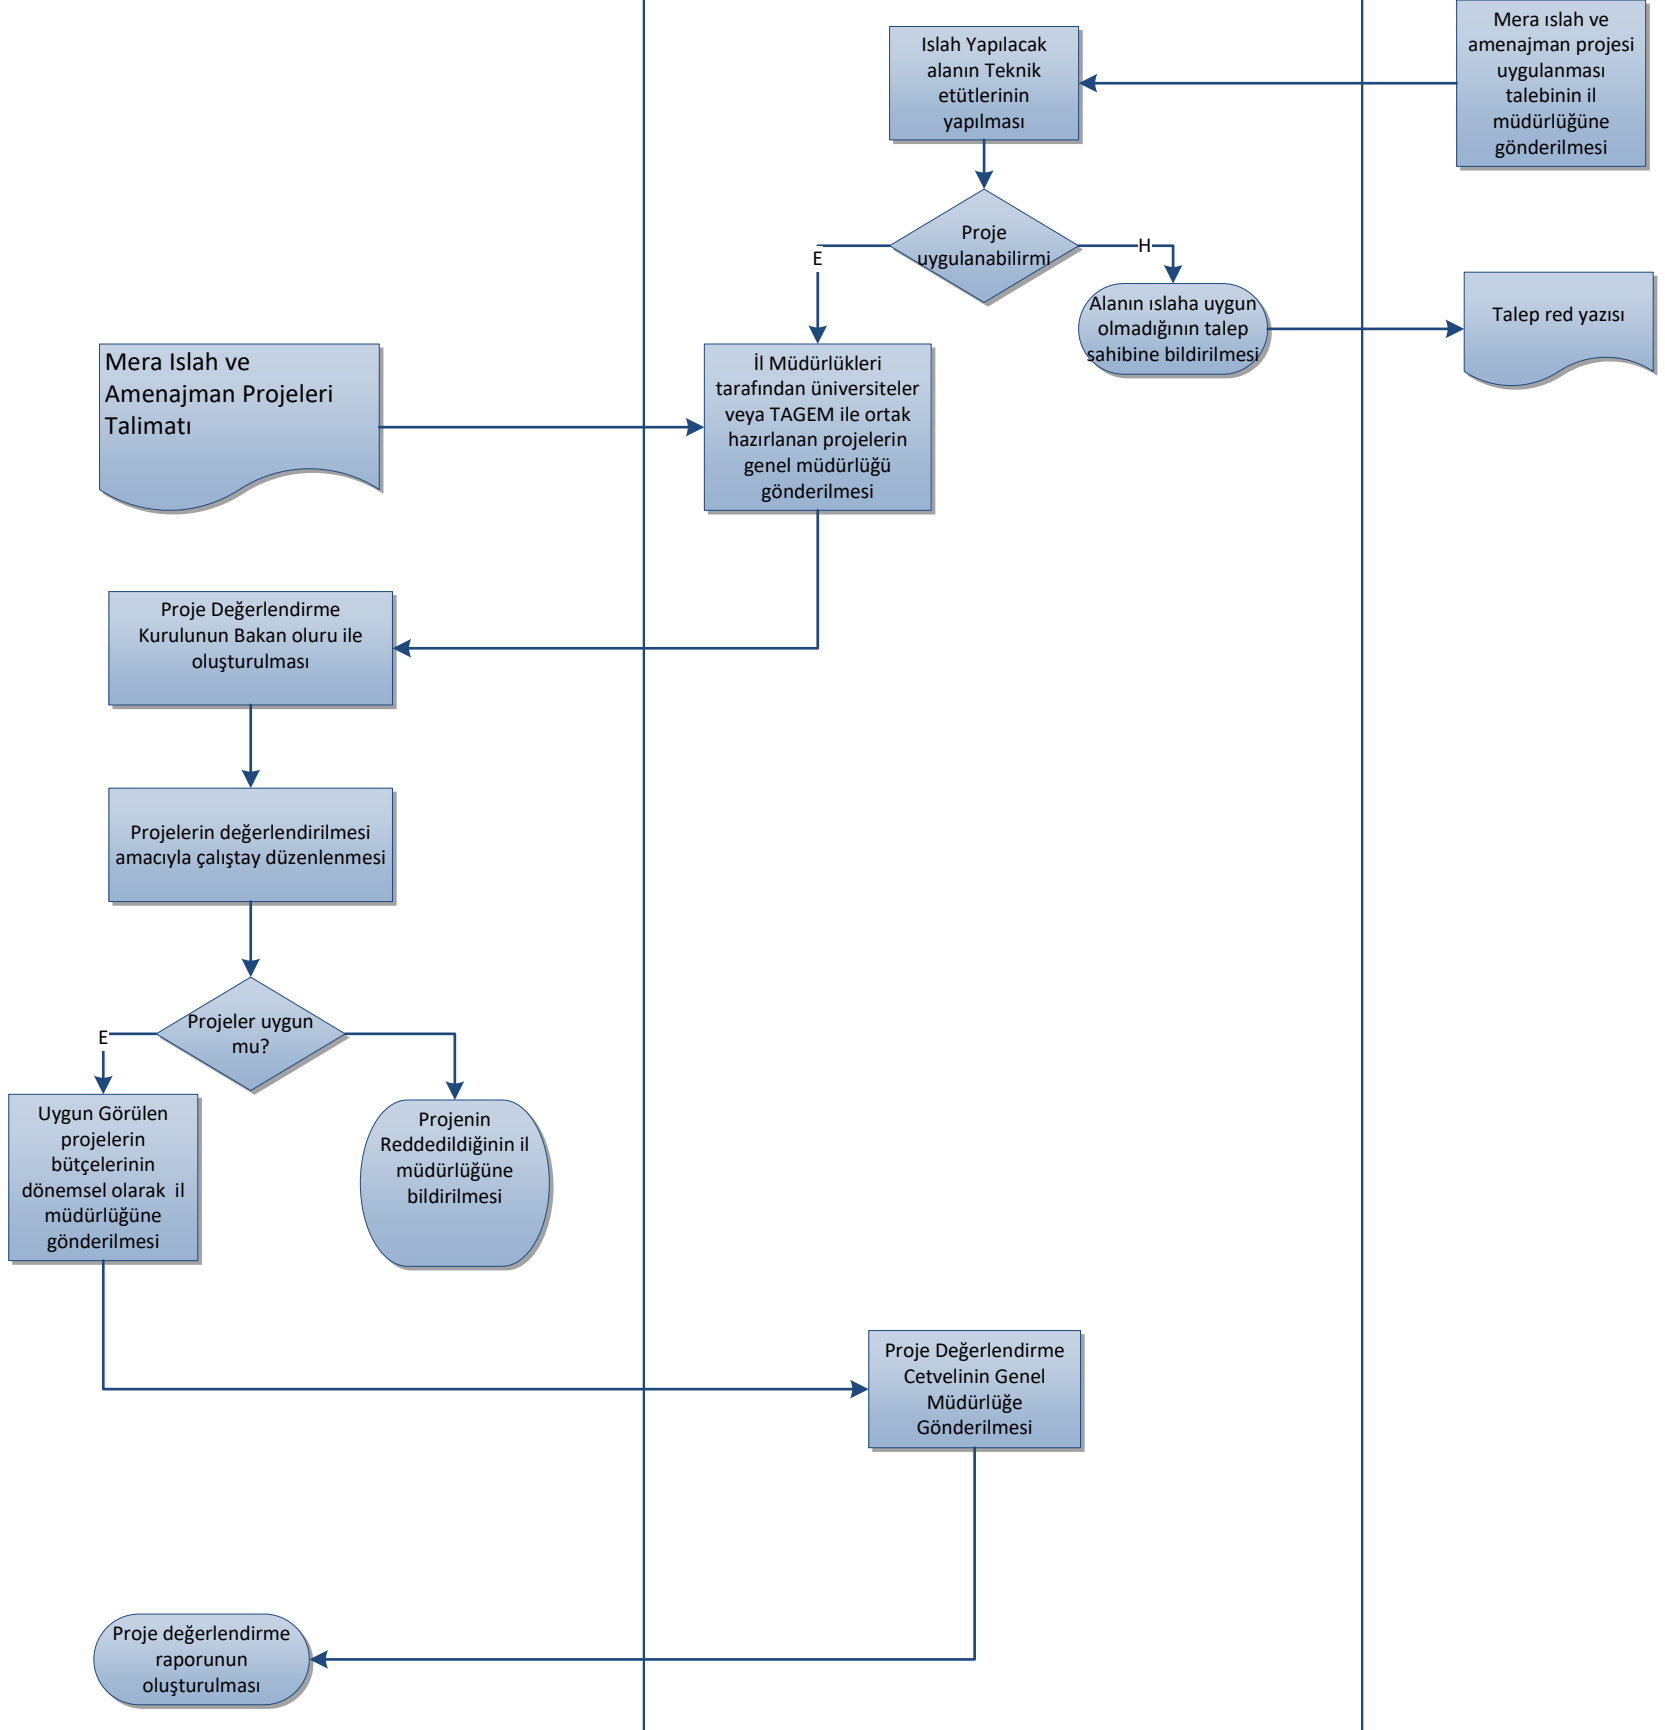 Mera ıslah ve
amenajman projesi
uygulanması
talebinin il
müdürlüğüne
gönderilmesi
Islah Yapılacak
alanın Teknik
etütlerinin
yapılması
Proje
uygulanabilirmi
E
H
Alanın ıslaha uygun
olmadığının talep
sahibine bildirilmesi
Talep red yazısı
Mera Islah ve
Amenajman Projeleri
Talimatı
İl Müdürlükleri
tarafından üniversiteler
veya TAGEM ile ortak
hazırlanan projelerin
genel müdürlüğü
gönderilmesi
Proje Değerlendirme
Kurulunun Bakan oluru ile
oluşturulması
Projelerin değerlendirilmesi
amacıyla çalıştay düzenlenmesi
Projeler uygun
mu?
E
Uygun Görülen
projelerin
bütçelerinin
dönemsel olarak  il
müdürlüğüne
gönderilmesi
Projenin
Reddedildiğinin il
müdürlüğüne
bildirilmesi
Proje Değerlendirme
Cetvelinin Genel
Müdürlüğe
Gönderilmesi
Proje değerlendirme
raporunun
oluşturulması